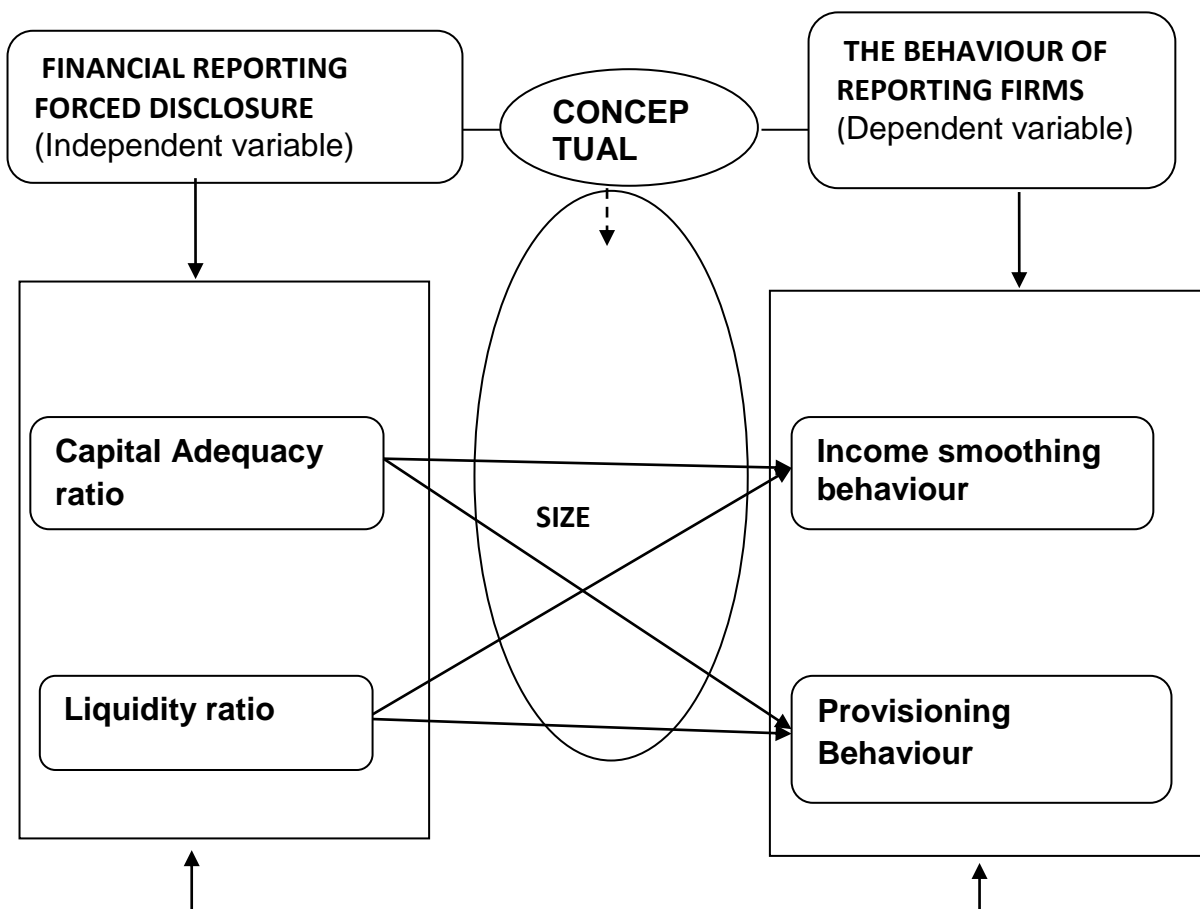 FINANCIAL REPORTING
FORCED DISCLOSURE
(Independent variable)
CONCEP
TUAL
THE BEHAVIOUR OF
REPORTING FIRMS
(Dependent variable)
Capital Adequacy
ratio
SIZE
Income smoothing
behaviour
Liquidity ratio
Provisioning
Behaviour